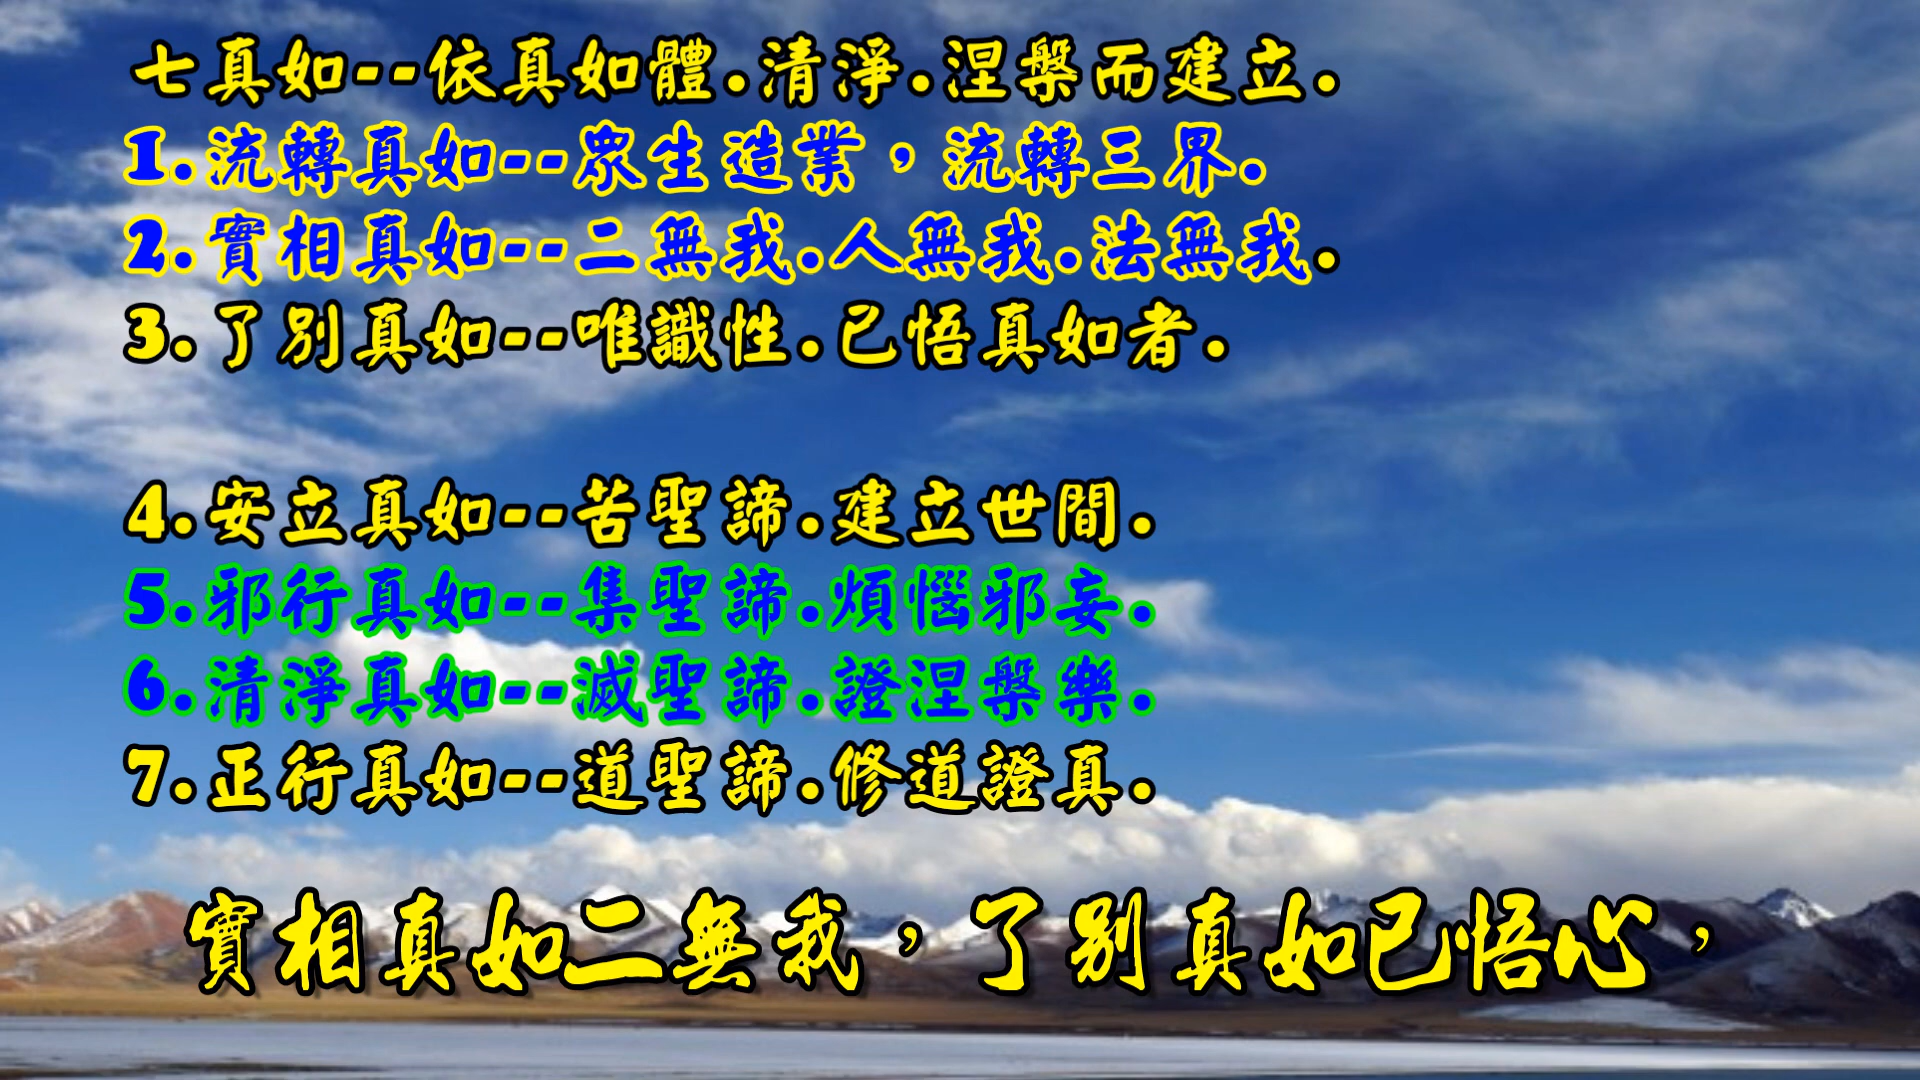 七真如--依真如體.清淨.涅槃而建立.
1.流轉真如--眾生造業，流轉三界.
2.實相真如--二無我.人無我.法無我.
3.了別真如--唯識性.已悟真如者.
4.安立真如--苦聖諦.建立世間.
5.邪行真如--集聖諦.煩惱邪妄.
6.清淨真如--滅聖諦.證涅槃樂.
7.正行真如--道聖諦.修道證真.
實相真如二無我，了別真如已悟心，